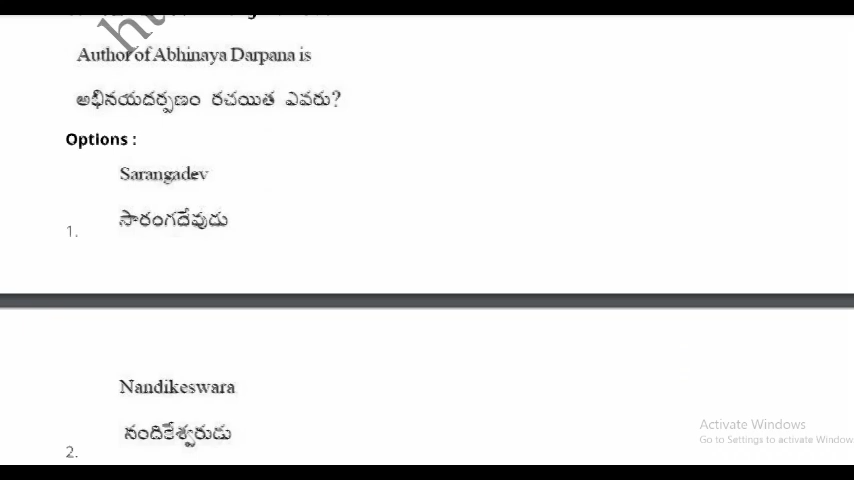 Author of Abhinaya Darpana is
అభినయదర్పణం రచయిత ఎవరు?
Options :
Sarangadev
సారంగదేవుడు
1.
Nandikeswara
నందికేశ్వరుడు
2.
Activate Windows
Go to Settings to activate Window